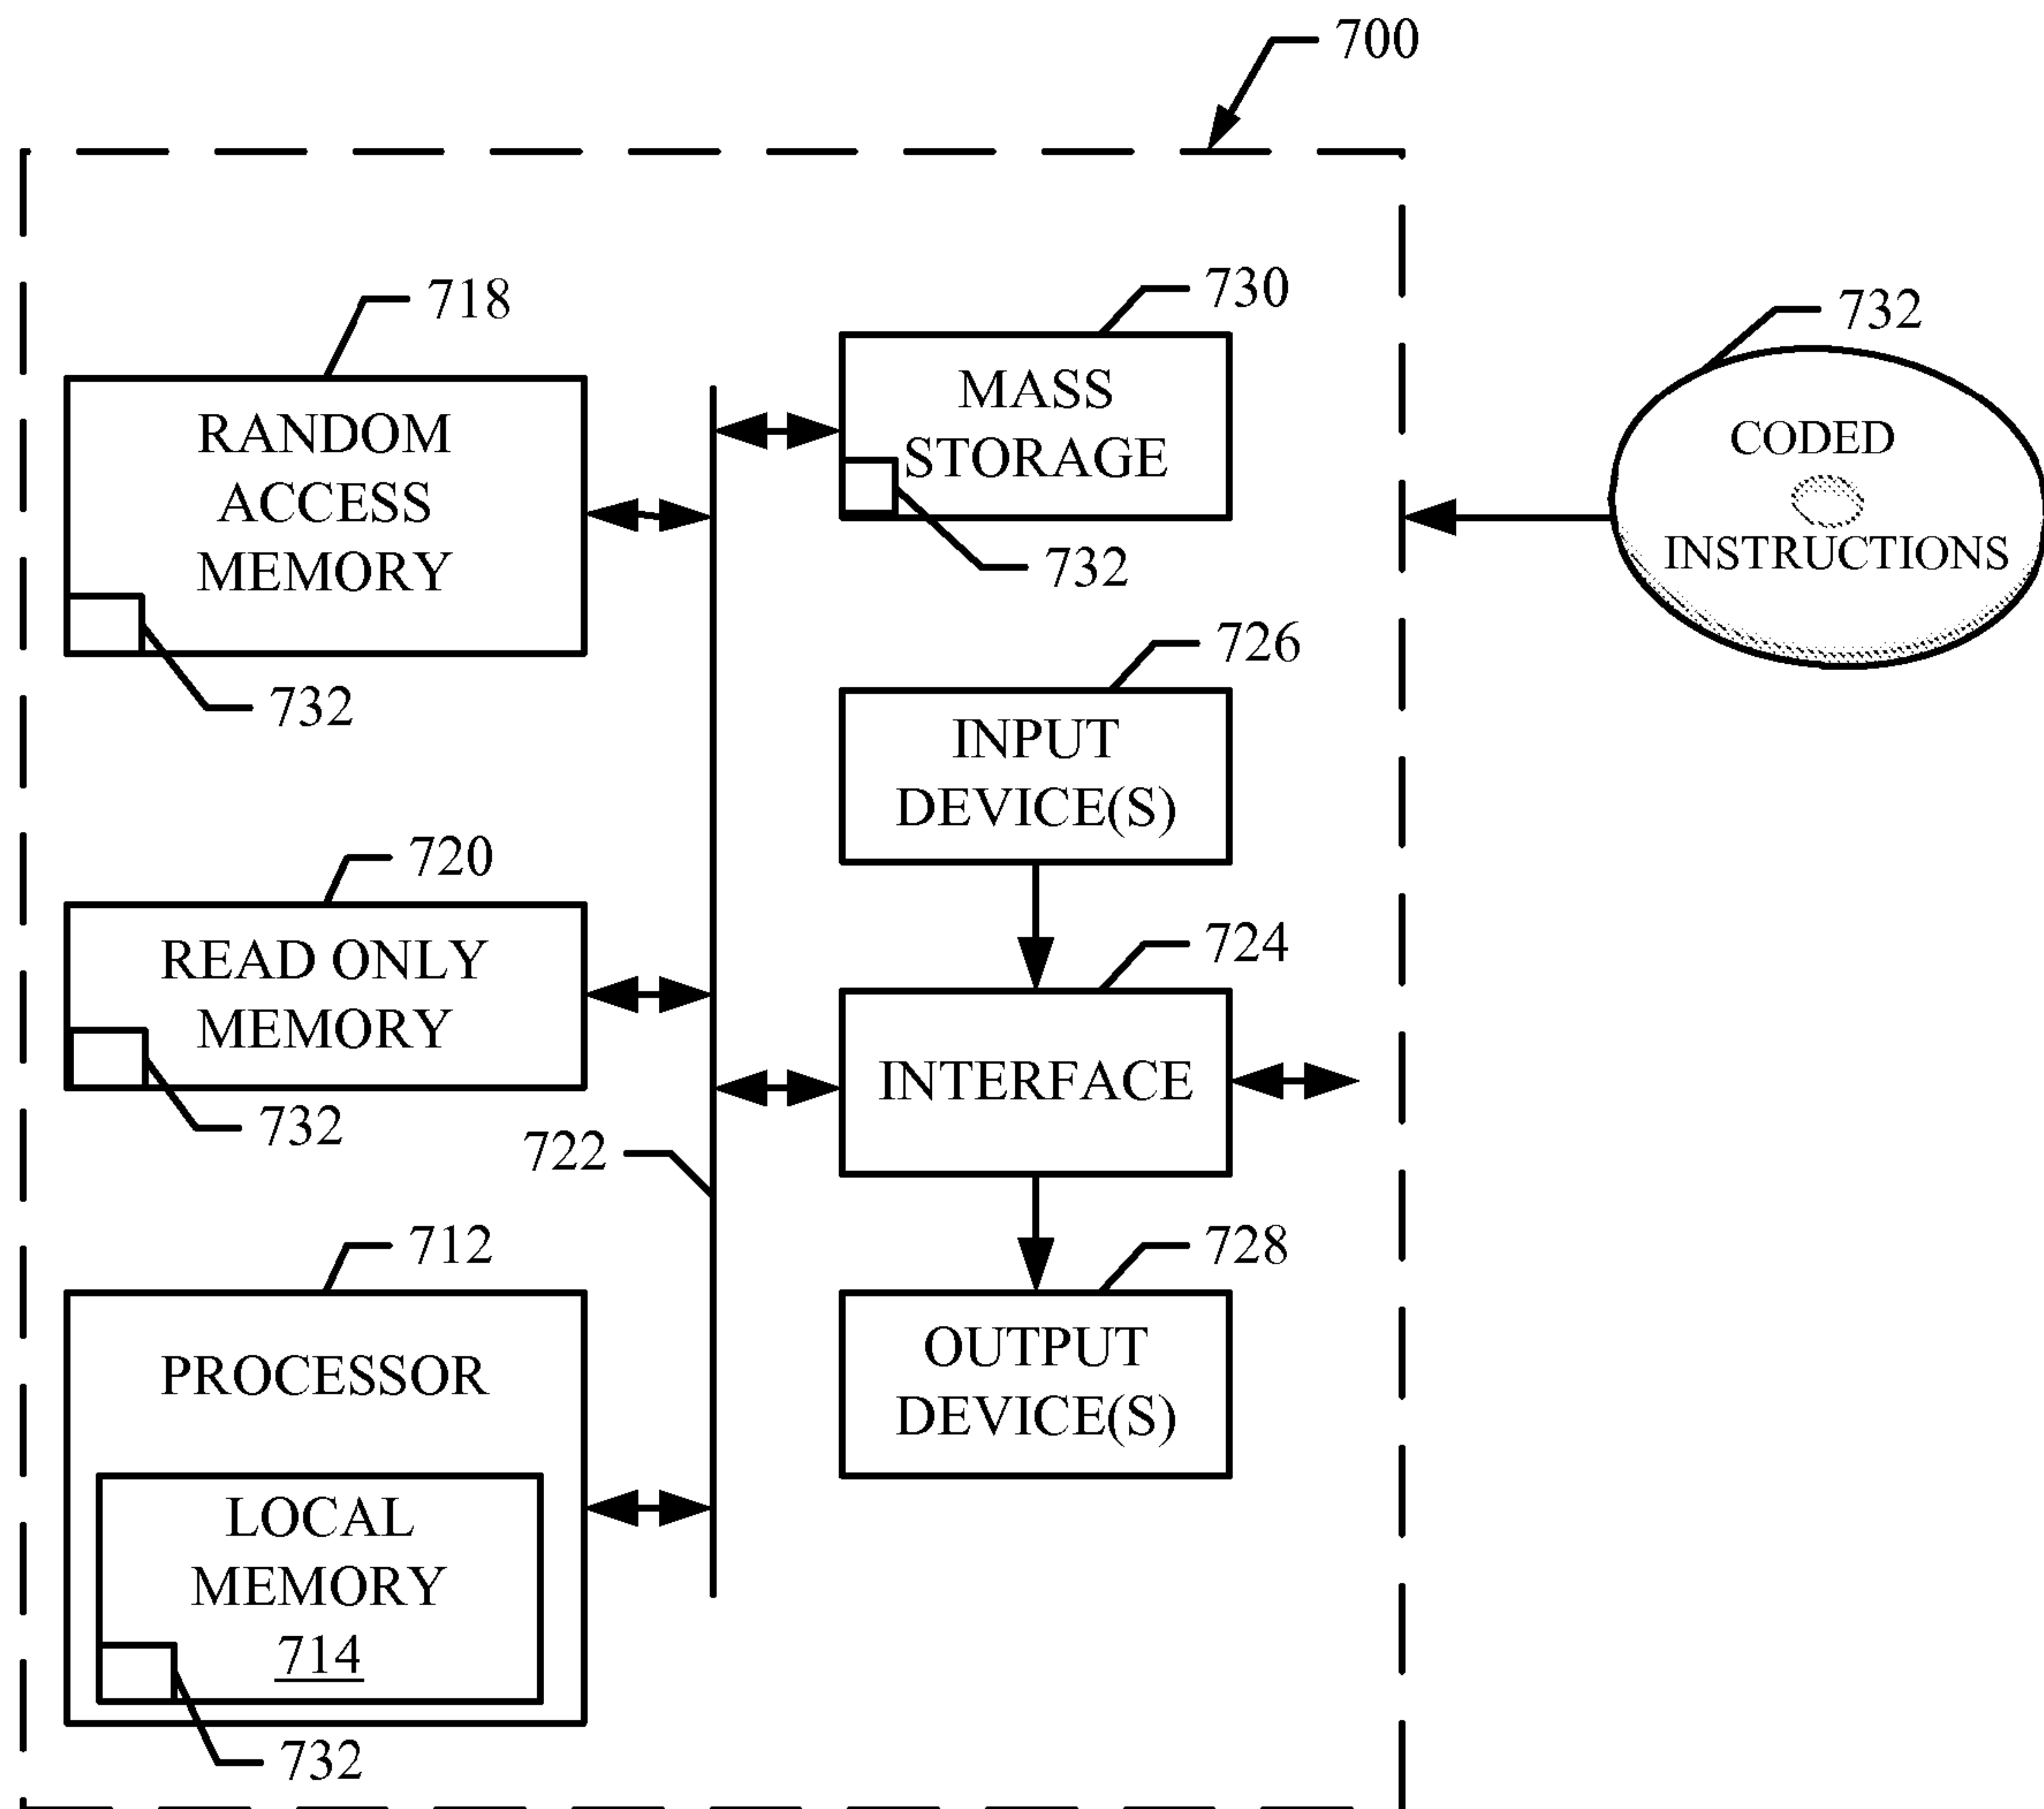 700
718
RANDOM
ACCESS
MEMORY
732
730
MASS
STORAGE
732
732
CODED
INSTRUCTIONS
726
INPUT
DEVICE(S)
720
READ ONLY
MEMORY
732
724
INTERFACE
722
712
PROCESSOR
LOCAL
MEMORY
714
732
728
OUTPUT
DEVICE(S)